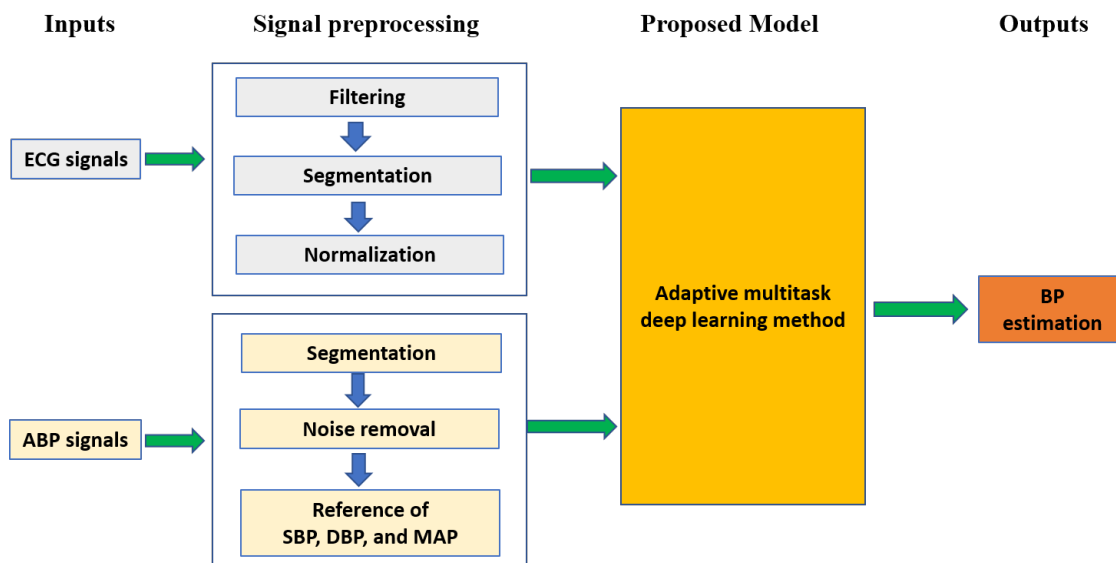 Inputs
Signal preprocessing
Proposed Model
Outputs
ECG signals
Filtering
Segmentation
Normalization
ABP signals
Segmentation
Noise removal
Reference of
SBP, DBP, and MAP
Adaptive multitask
deep learning method
BP
estimation